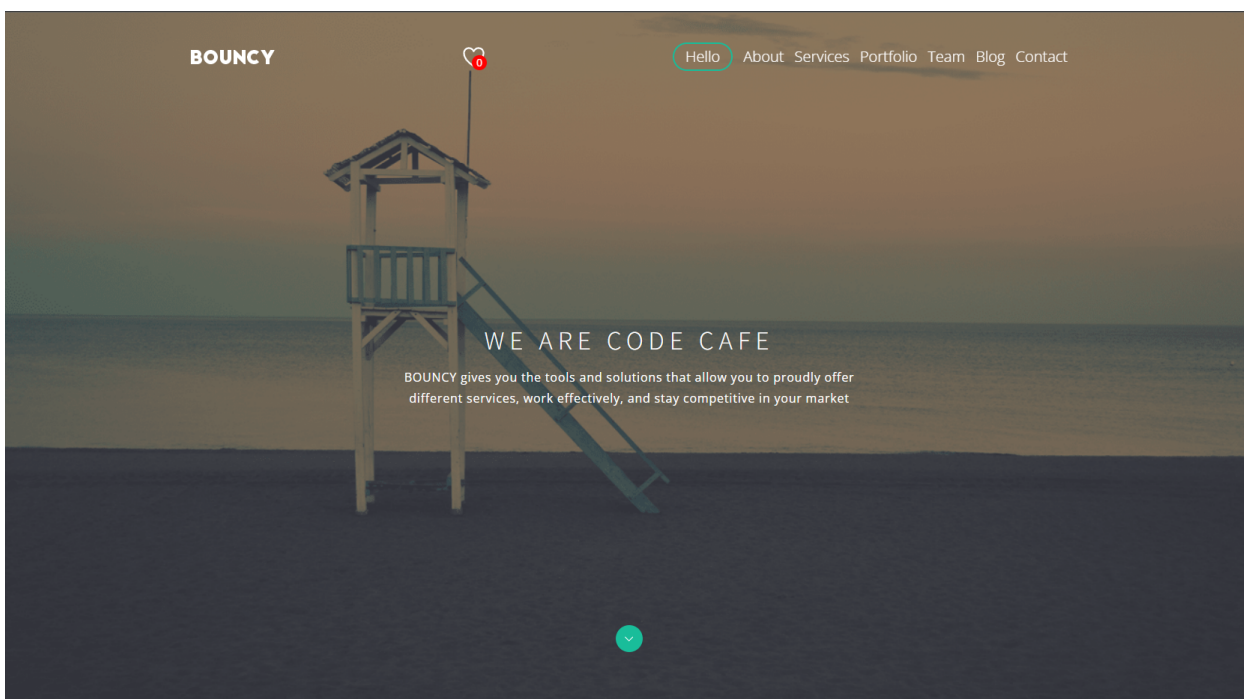 BOUNCY
0
Hello About Services Portfolio Team Blog Contact
WE ARE CODE CAFE
BOUNCY gives you the tools and solutions that allow you to proudly offer
different services, work effectively, and stay competitive in your market